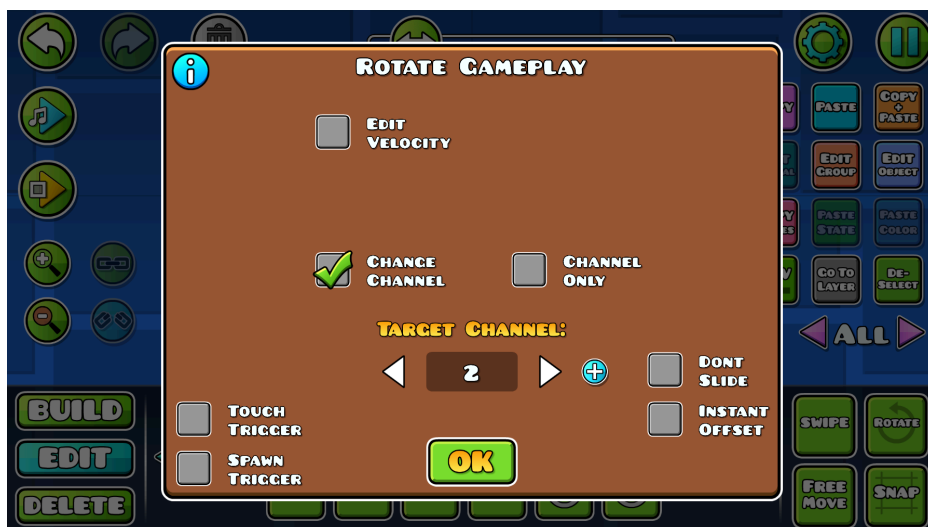 Rotate Gameplay
Edit
Velocity
Change
Channel
Channel
Only
Target Channel:
2
Dont
Slide
Touch
Trigger
Instant
Offset
Spawn
Trigger
OK
BUILD
EDIT
DELETE
Paste
Copy
+
Paste
Edit
Group
Edit
Object
Paste
State
Paste
Color
Go To
Layer
De-
Select
All
Swipe
Rotate
Free
Move
Snap